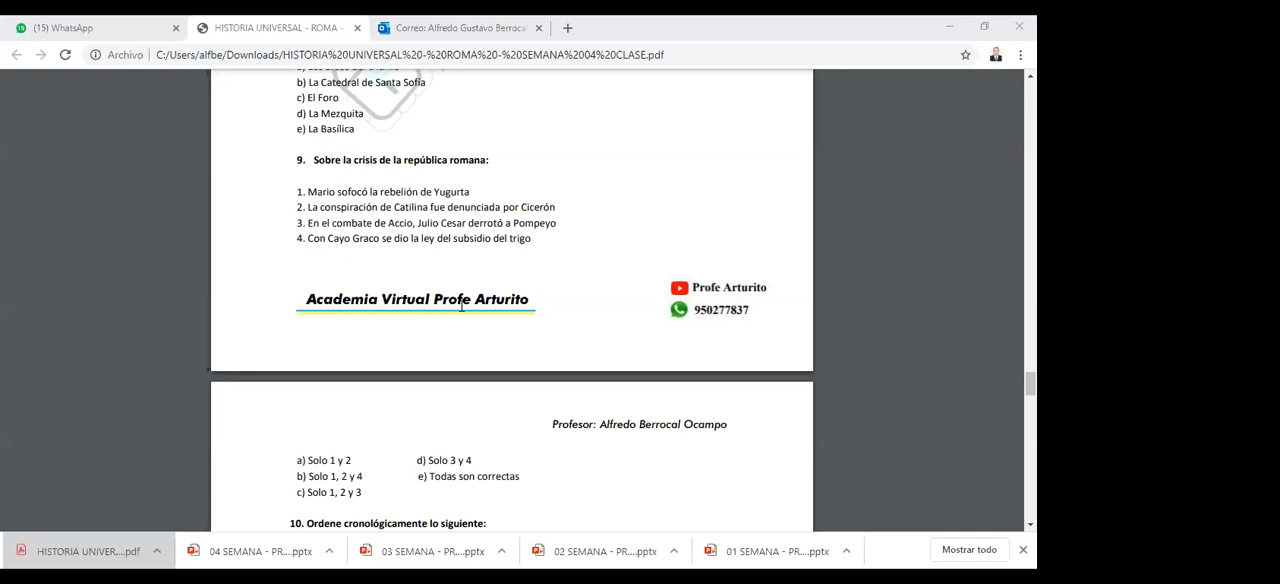 (15) WhatsApp
HISTORIA UNIVERSAL - ROMA -
Correo: Alfredo Gustavo Berrocal
Archivo
C:/Users/alfbe/Downloads/HISTORIA%20UNIVERSAL%20-%20ROMA%20-%20SEMANA%2004%20CLASE.pdf
b) La Catedral de Santa Sofía
c) El Foro
d) La Mezquita
e) La Basílica
9. Sobre la crisis de la república romana:
1. Mario sofocó la rebelión de Yugurta
2. La conspiración de Catilina fue denunciada por Cicerón
3. En el combate de Accio, Julio Cesar derrotó a Pompeyo
4. Con Cayo Graco se dio la ley del subsidio del trigo
Academia Virtual Profe Arturito
Profe Arturito
950277837
Profesor: Alfredo Berrocal Ocampo
a) Solo 1 y 2
d) Solo 3 y 4
b) Solo 1, 2 y 4
e) Todas son correctas
c) Solo 1, 2 y 3
10. Ordene cronológicamente lo siguiente:
HISTORIA UNIVER....pdf
04 SEMANA - PR....pptx
03 SEMANA - PR....pptx
02 SEMANA - PR....pptx
01 SEMANA - PR....pptx
Mostrar todo